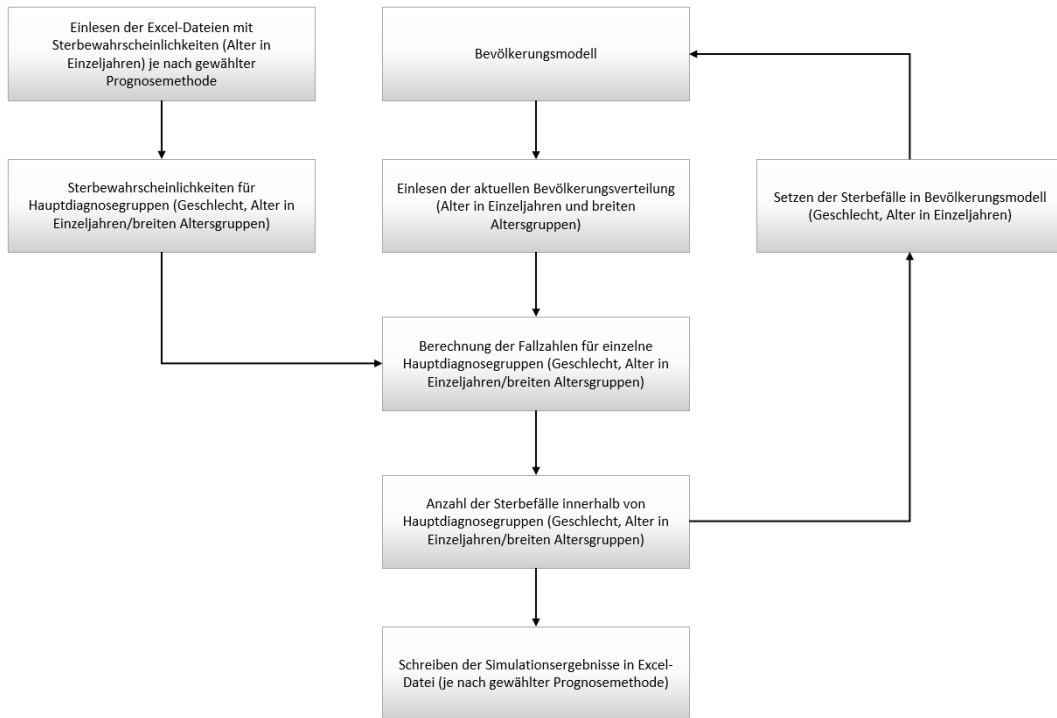 Einlesen der Excel-Dateien mit
Sterbewahrscheinlichkeiten (Alter in
Einzeljahren) je nach gewählter
Prognosemethode
Bevölkerungsmodell
Sterbewahrscheinlichkeiten für
Hauptdiagnosegruppen (Geschlecht, Alter in
Einzeljahren/breiten Altersgruppen)
Einlesen der aktuellen Bevölkerungsverteilung
(Alter in Einzeljahren und breiten
Altersgruppen)
Setzen der Sterbefälle in Bevölkerungsmodell
(Geschlecht, Alter in Einzeljahren)
Berechnung der Fallzahlen für einzelne
Hauptdiagnosegruppen (Geschlecht, Alter in
Einzeljahren/breiten Altersgruppen)
Anzahl der Sterbefälle innerhalb von
Hauptdiagnosegruppen (Geschlecht, Alter in
Einzeljahren/breiten Altersgruppen)
Schreiben der Simulationsergebnisse in Excel-
Datei (je nach gewählter Prognosemethode)